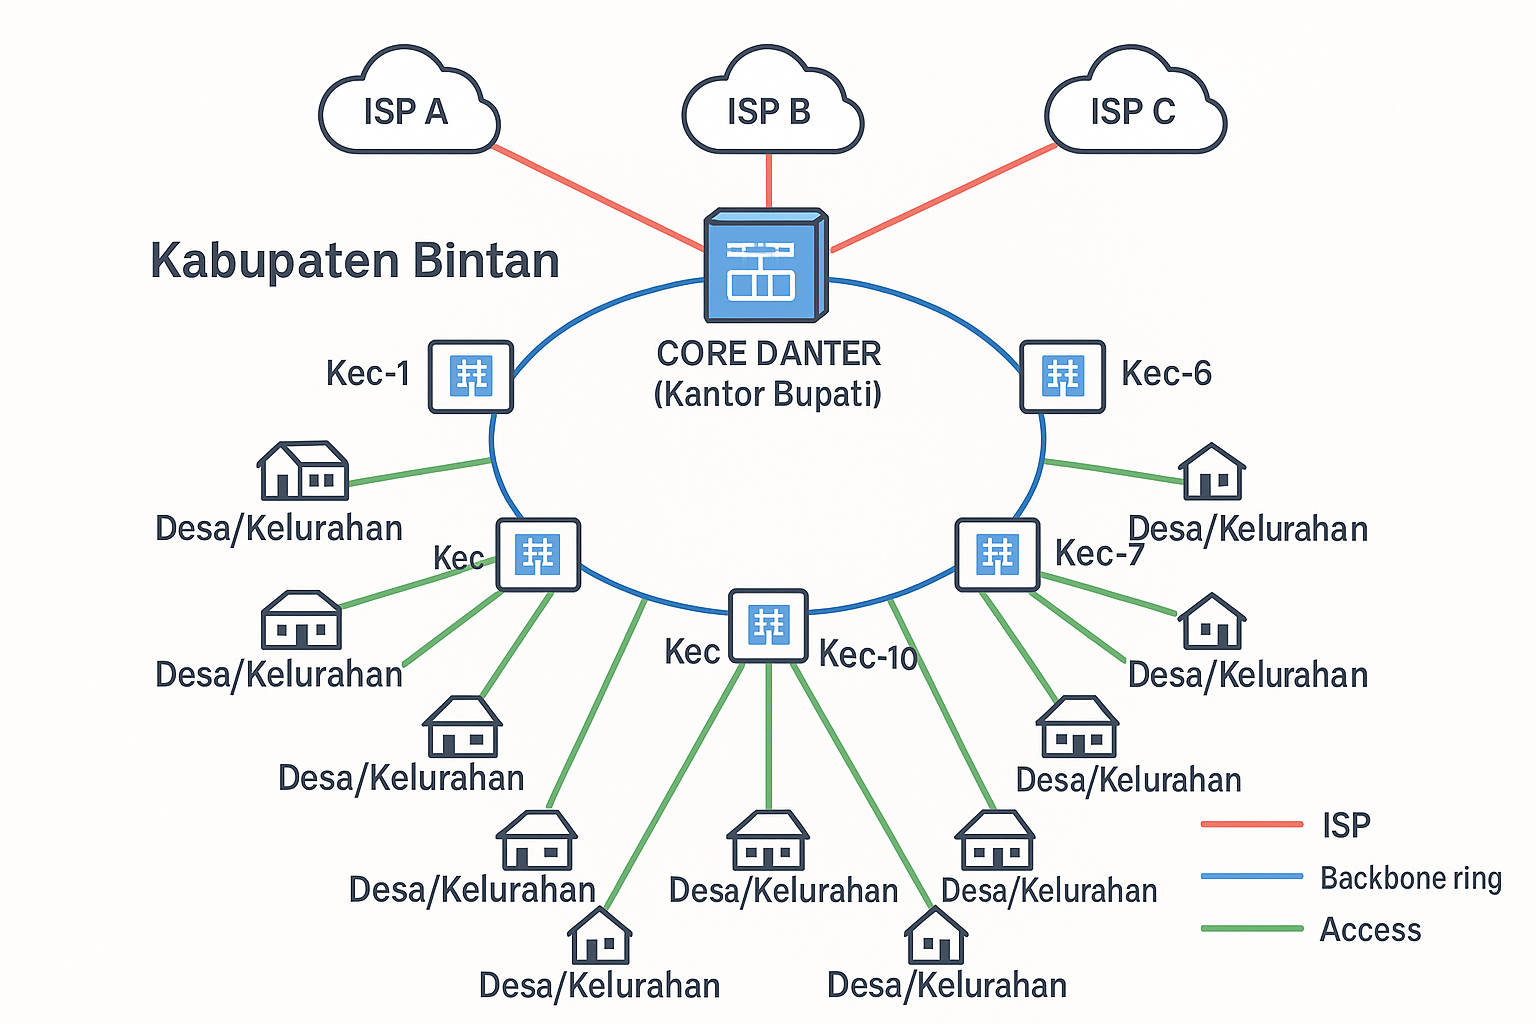 ISP A
ISP B
ISP C
Kabupaten Bintan
CORE DANTER
(Kantor Bupati)
Kec-1
Kec-6
Desa/Kelurahan
Desa/Kelurahan
Kec
Kec-7
Kec
Kec-10
Desa/Kelurahan
Desa/Kelurahan
Desa/Kelurahan
Desa/Kelurahan
Desa/Kelurahan
Desa/Kelurahan
Desa/Kelurahan
Desa/Kelurahan
Desa/Kelurahan
ISP
Backbone ring
Access